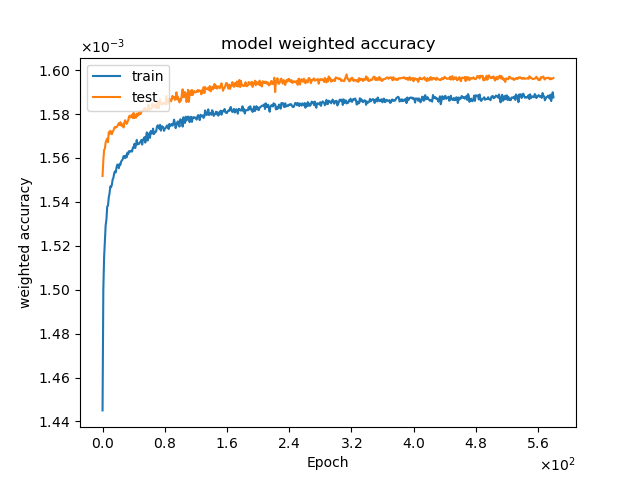 model weighted accuracy
×10⁻³
train
test
weighted accuracy
1.60
1.58
1.56
1.54
1.52
1.50
1.48
1.46
1.44
0.0 0.8 1.6 2.4 3.2 4.0 4.8 5.6
Epoch
×10²